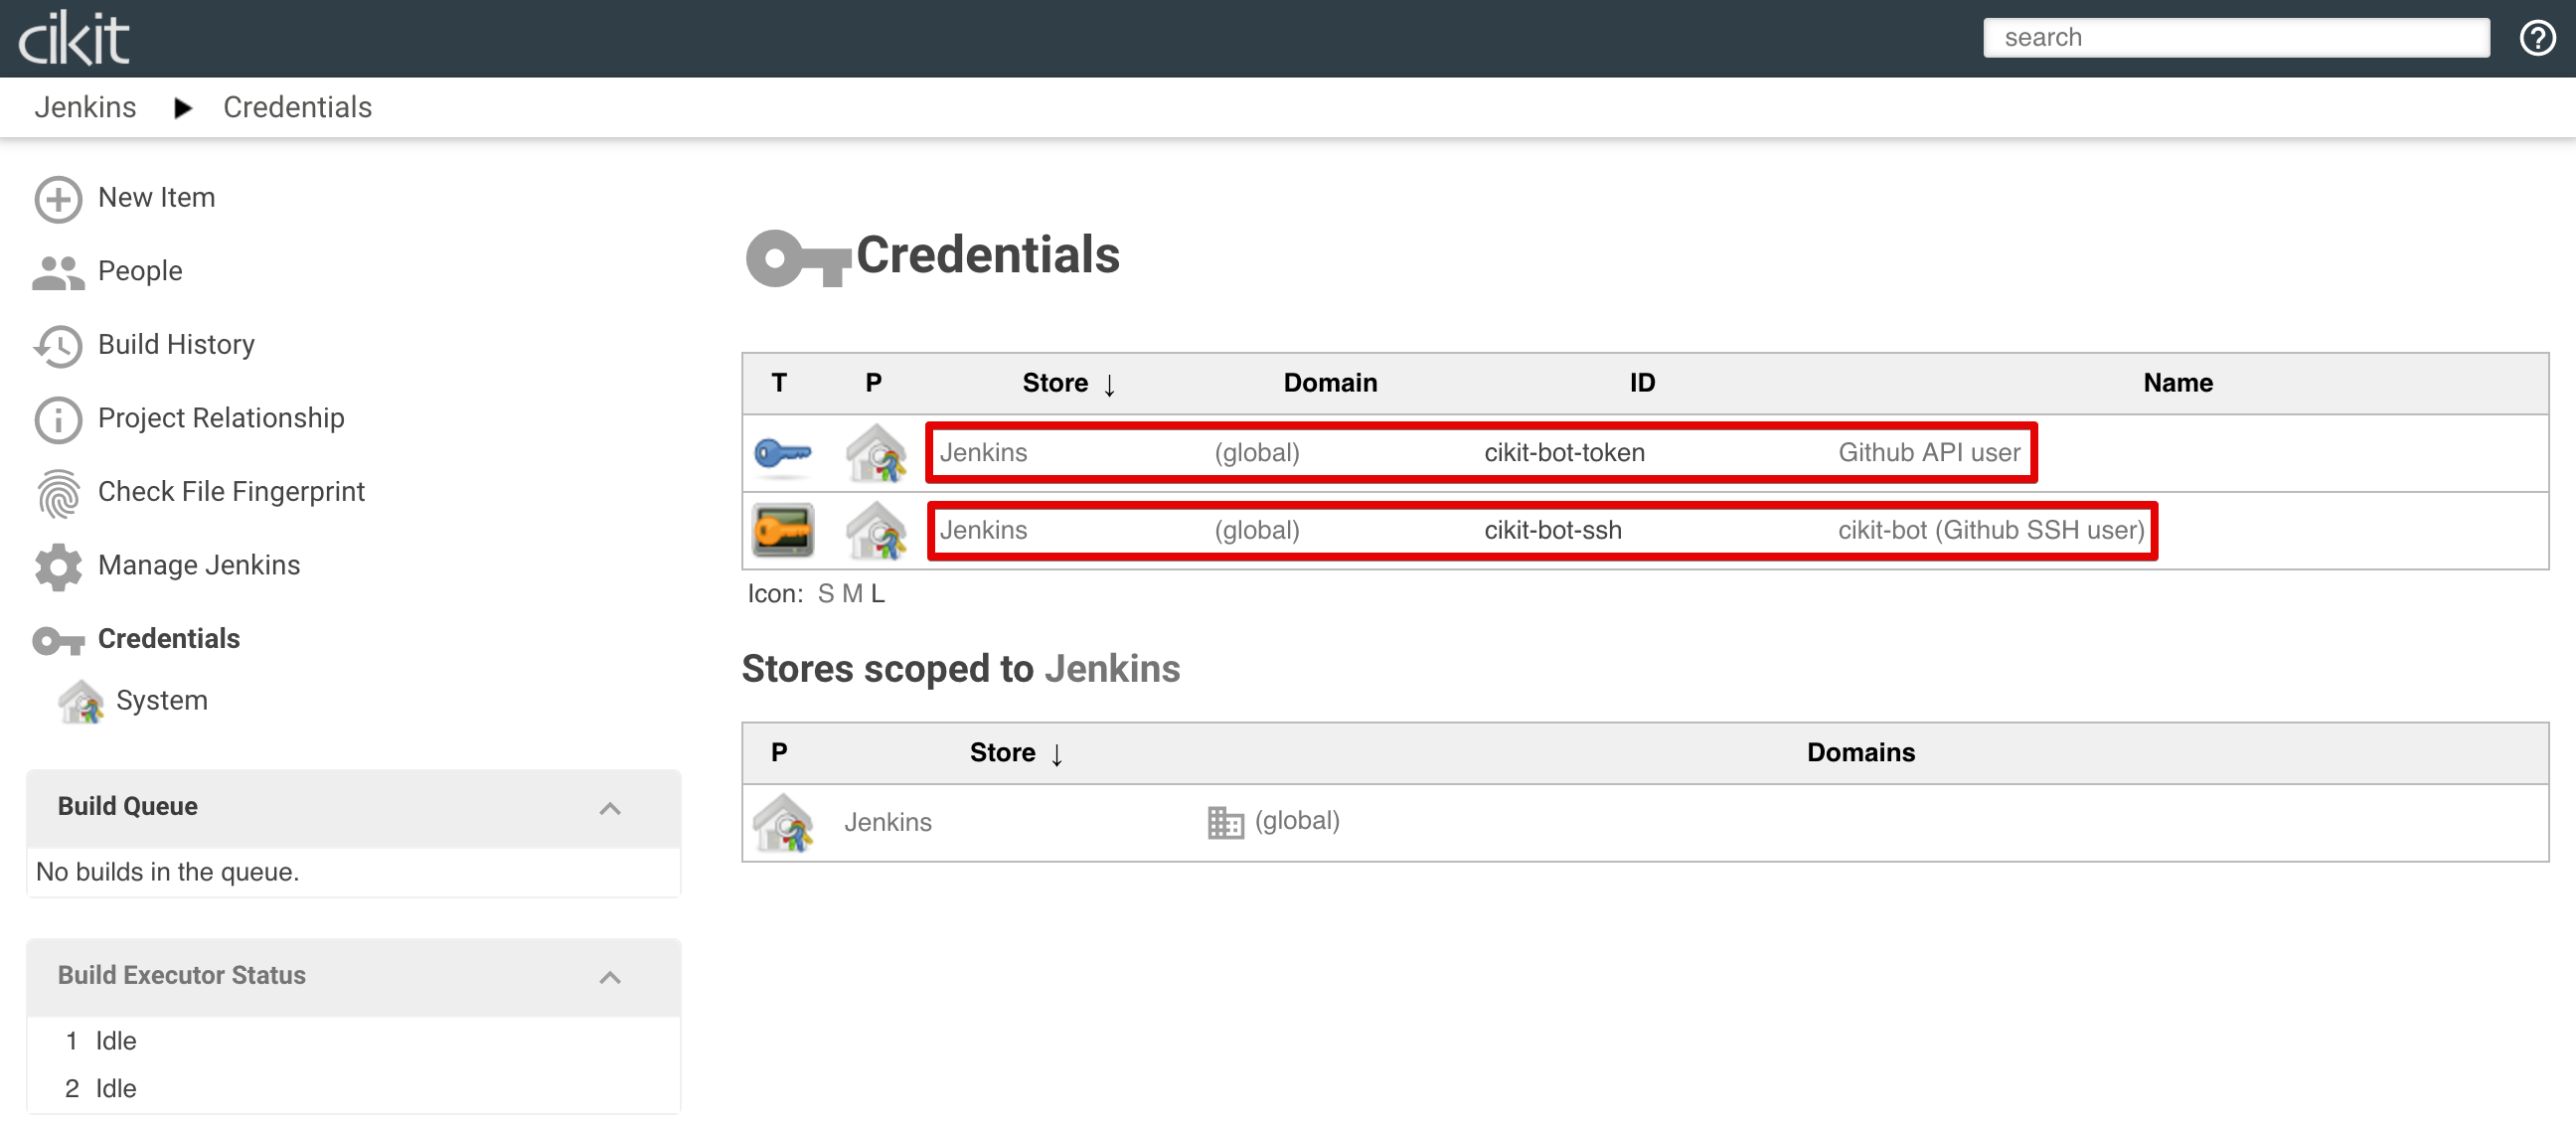 cikit
search
Jenkins Credentials
New Item
People
Build History
Project Relationship
Check File Fingerprint
Manage Jenkins
Credentials
System
Build Queue
No builds in the queue.
Build Executor Status
1 Idle
2 Idle
Credentials
T P Store ↓ Domain ID Name
Jenkins (global) cikit-bot-token Github API user
Jenkins (global) cikit-bot-ssh cikit-bot (Github SSH user)
Icon: S M L
Stores scoped to Jenkins
P Store ↓ Domains
Jenkins (global)